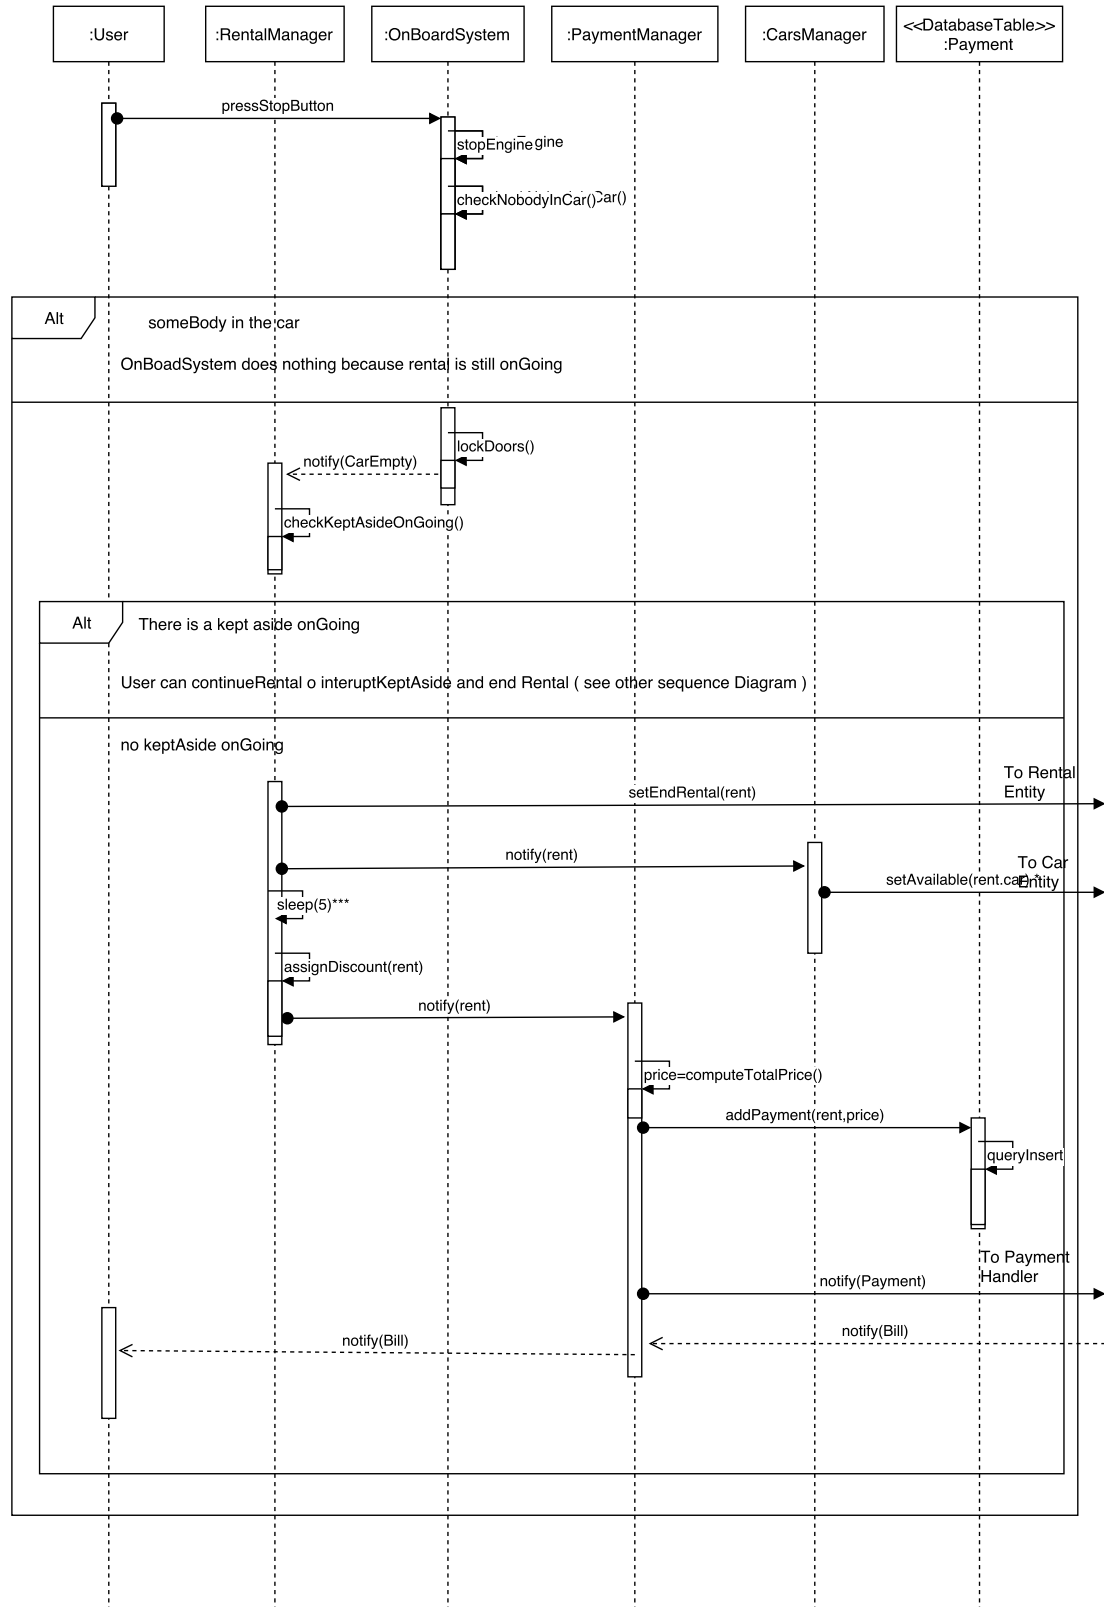 :User
:RentalManager
:OnBoardSystem
:PaymentManager
:CarsManager
<<DatabaseTable>>
:Payment
pressStopButton
stopEngine
gine
checkNobodyInCar()
Car()
Alt
someBody in the car
OnBoadSystem does nothing because rental is still onGoing
lockDoors()
notify(CarEmpty)
checkKeptAsideOnGoing()
Alt
There is a kept aside onGoing
User can continueRental o interuptKeptAside and end Rental ( see other sequence Diagram )
no keptAside onGoing
To Rental
Entity
setEndRental(rent)
notify(rent)
To Car
Entity
setAvailable(rent.car)
sleep(5)***
assignDiscount(rent)
notify(rent)
price=computeTotalPrice()
addPayment(rent,price)
queryInsert
To Payment
Handler
notify(Payment)
notify(Bill)
notify(Bill)